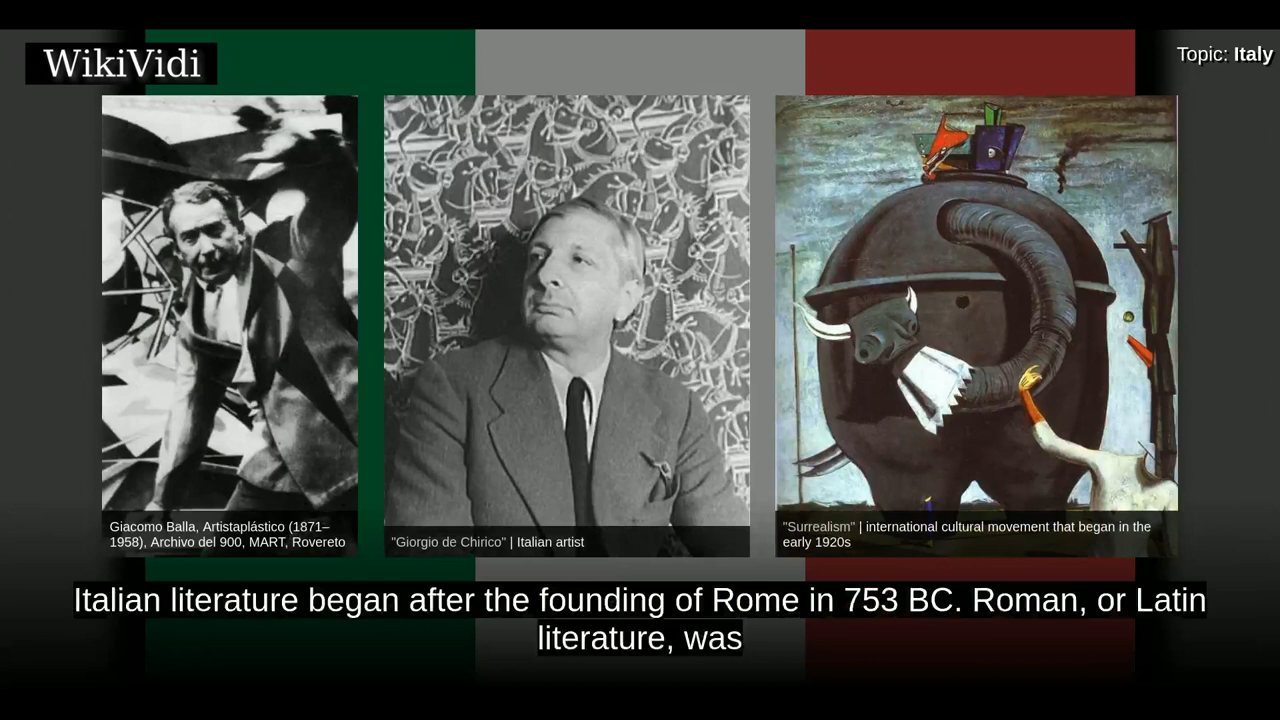 WikiVidi
Topic: Italy
Giacomo Balla, Artistaplástico (1871–
1958), Archivo del 900, MART, Rovereto
"Giorgio de Chirico" | Italian artist
"Surrealism" | international cultural movement that began in the
early 1920s
Italian literature began after the founding of Rome in 753 BC. Roman, or Latin
literature, was